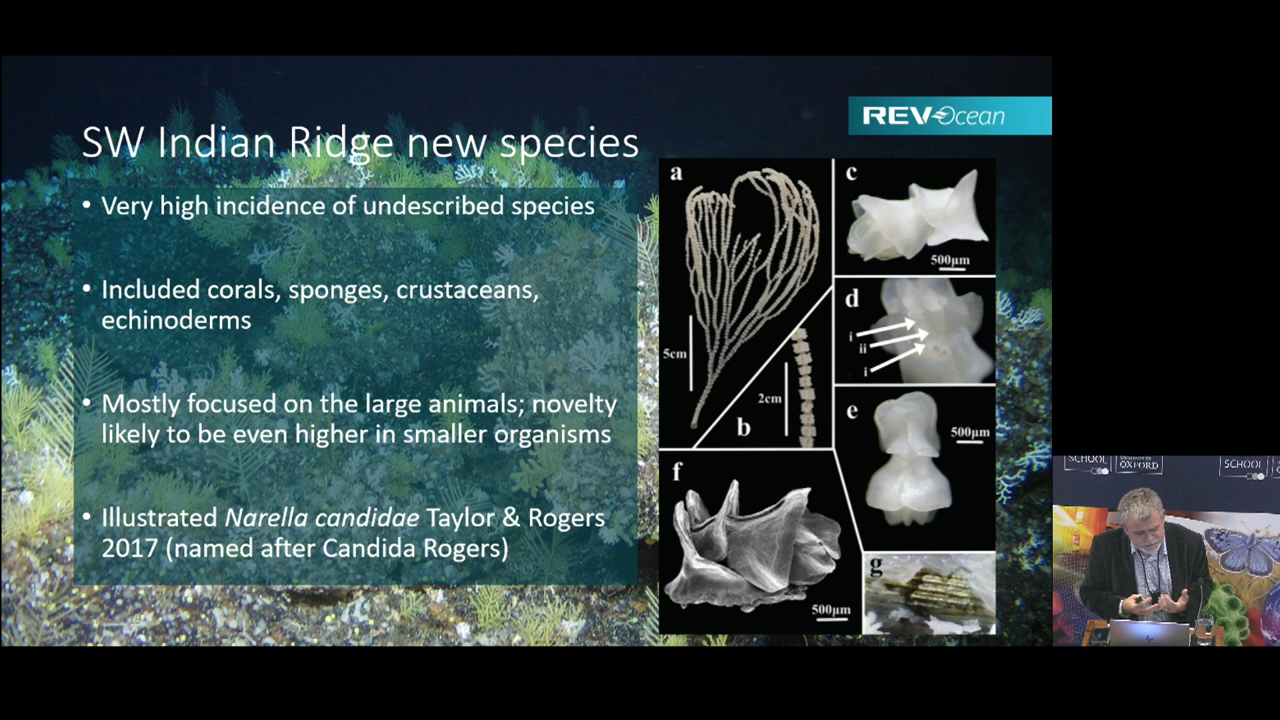 REV Ocean
SW Indian Ridge new species
• Very high incidence of undescribed species
• Included corals, sponges, crustaceans,
echinoderms
• Mostly focused on the large animals; novelty
likely to be even higher in smaller organisms
• Illustrated Narella candidae Taylor & Rogers
2017 (named after Candida Rogers)
a
5cm
b
2cm
c
500µm
d
i
ii
i
e
500µm
f
500µm
g
SCHOOL
OXFORD
SCHOOL
hp